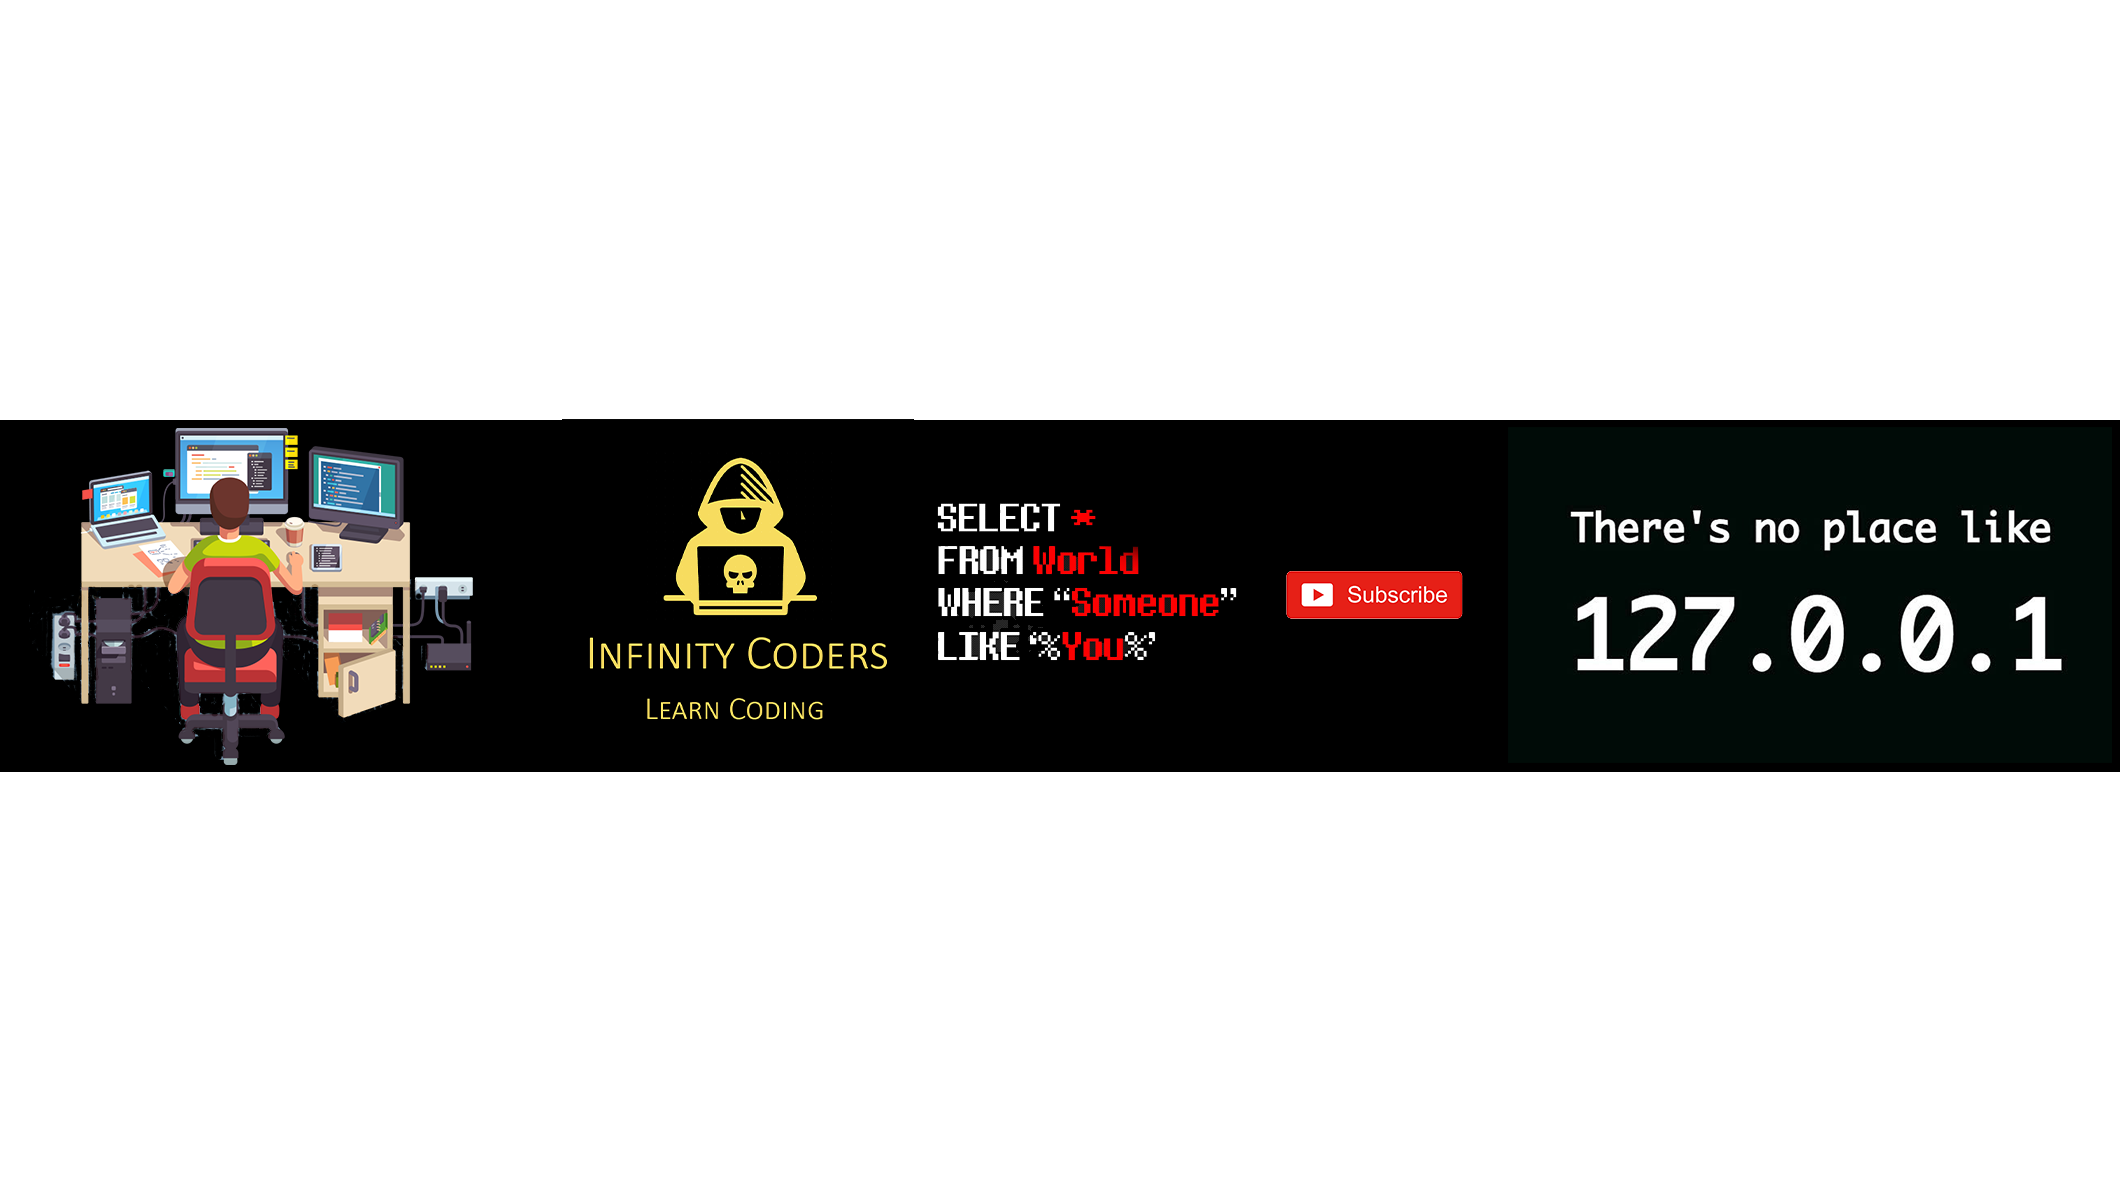 INFINITY CODERS
LEARN CODING
SELECT *
FROM World
WHERE “Someone”
LIKE ‘%You%’
Subscribe
There's no place like
127.0.0.1